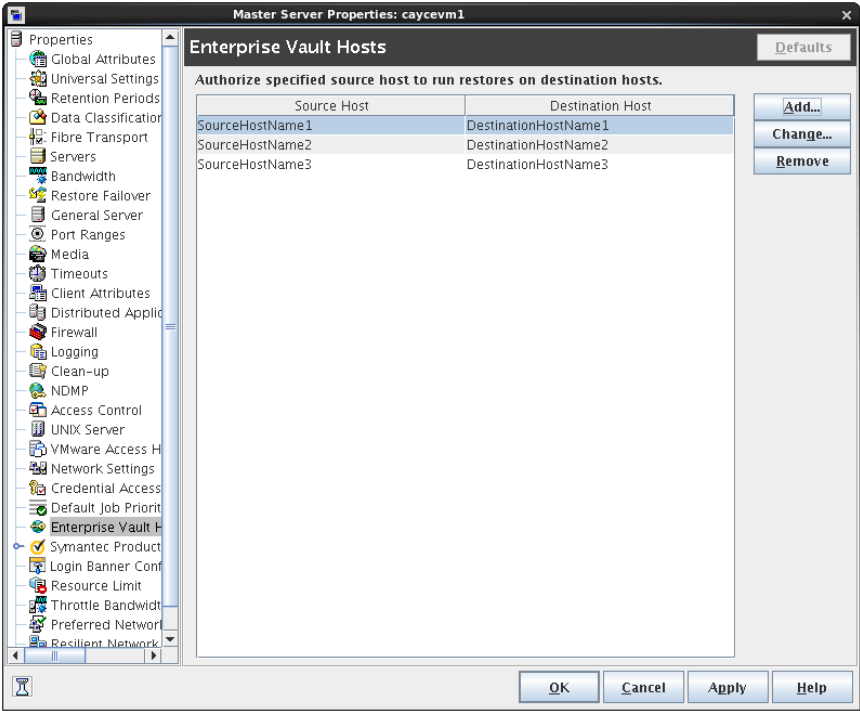 Master Server Properties: caycevm1
Properties
Global Attributes
Universal Settings
Retention Periods
Data Classification
Fibre Transport
Servers
Bandwidth
Restore Failover
General Server
Port Ranges
Media
Timeouts
Client Attributes
Distributed Applic
Firewall
Logging
Clean-up
NDMP
Access Control
UNIX Server
VMware Access H
Network Settings
Credential Access
Default Job Priorit
Enterprise Vault H
Symantec Product
Login Banner Conf
Resource Limit
Throttle Bandwidt
Preferred Networ
Resilient Network
Enterprise Vault Hosts
Defaults
Authorize specified source host to run restores on destination hosts.
Source Host Destination Host
SourceHostName1 DestinationHostName1
SourceHostName2 DestinationHostName2
SourceHostName3 DestinationHostName3
Add...
Change...
Remove
OK Cancel Apply Help